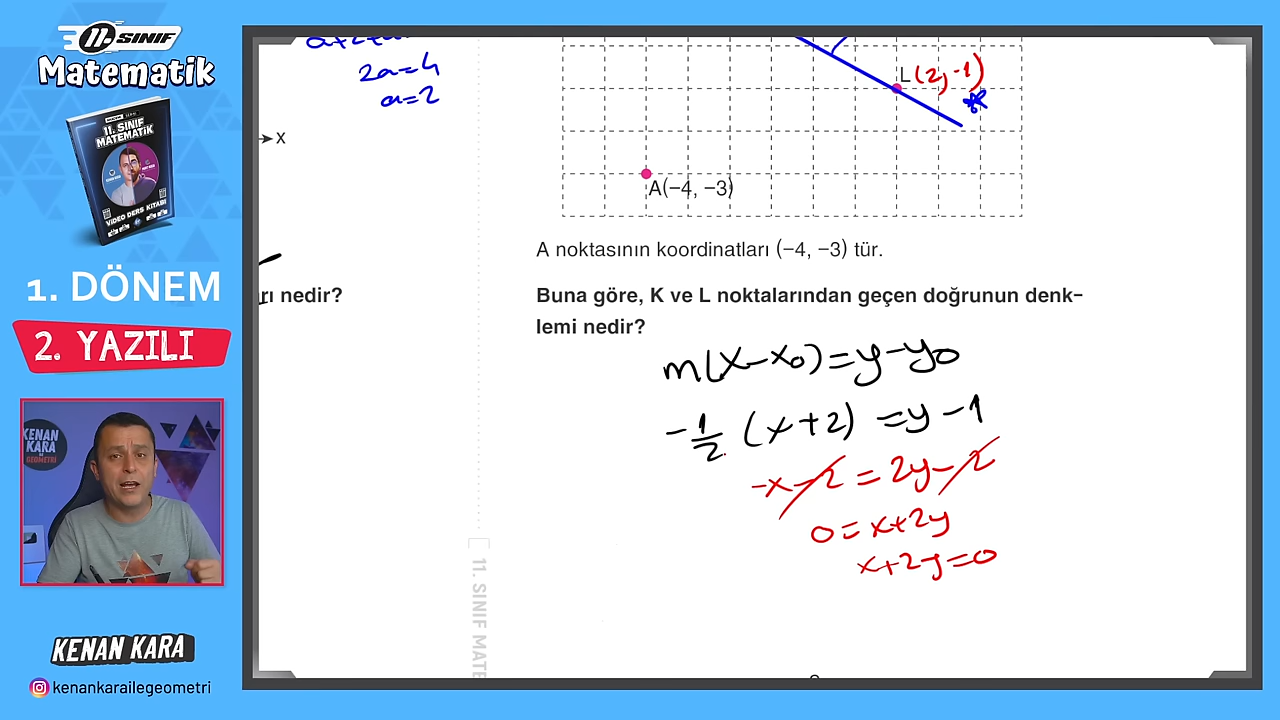 11. SINIF
Matematik
11. SINIF
MATEMATİK
VİDEO DERS KİTABI
1. DÖNEM
2. YAZILI
KENAN
KARA
GEOMETRİ
KENAN KARA
kenankarailegeometri
2a=4
a=2
x
rı nedir?
L(2,-1)
A(−4, −3)
A noktasının koordinatları (−4, −3) tür.
Buna göre, K ve L noktalarından geçen doğrunun denk-
lemi nedir?
m(x-x0)=y-y0
-1/2 (x+2) =y-1
-x-2=2y-2
0=x+2y
x+2y=0
11. SINIF MATE